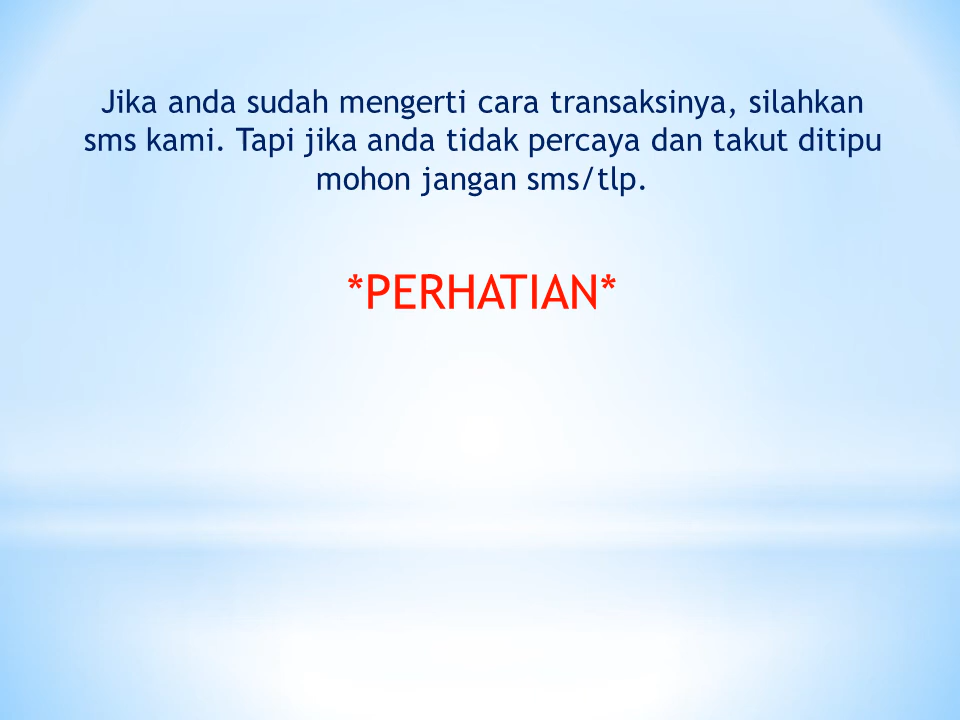 Jika anda sudah mengerti cara transaksinya, silahkan
sms kami. Tapi jika anda tidak percaya dan takut ditipu
mohon jangan sms/tlp.
*PERHATIAN*